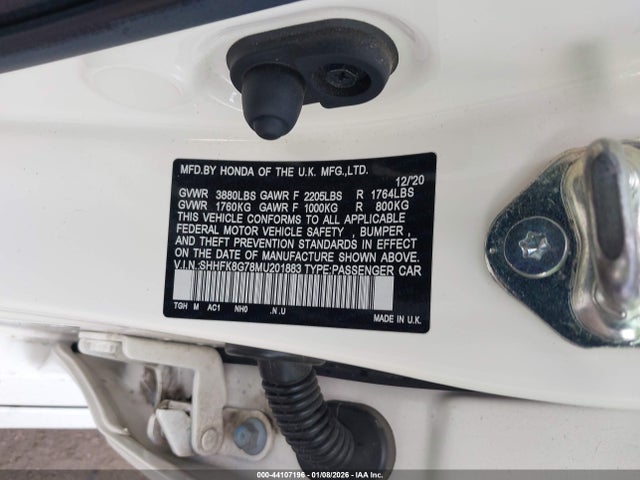 MFD.BY HONDA OF THE U.K. MFG.,LTD.
12/'20
GVWR 3880LBS GAWR F 2205LBS R 1764LBS
GVWR 1760KG GAWR F 1000KG R 800KG
THIS VEHICLE CONFORMS TO ALL APPLICABLE
FEDERAL MOTOR VEHICLE SAFETY , BUMPER ,
AND THEFT PREVENTION STANDARDS IN EFFECT
ON THE DATE OF MANUFACTURE SHOWN ABOVE.
V.I.N.:SHHFK8G78MU201883 TYPE:PASSENGER CAR
TGH M AC1 NH0 .N .U
MADE IN U.K.
000-44107196 - 01/08/2026 - IAA Inc.